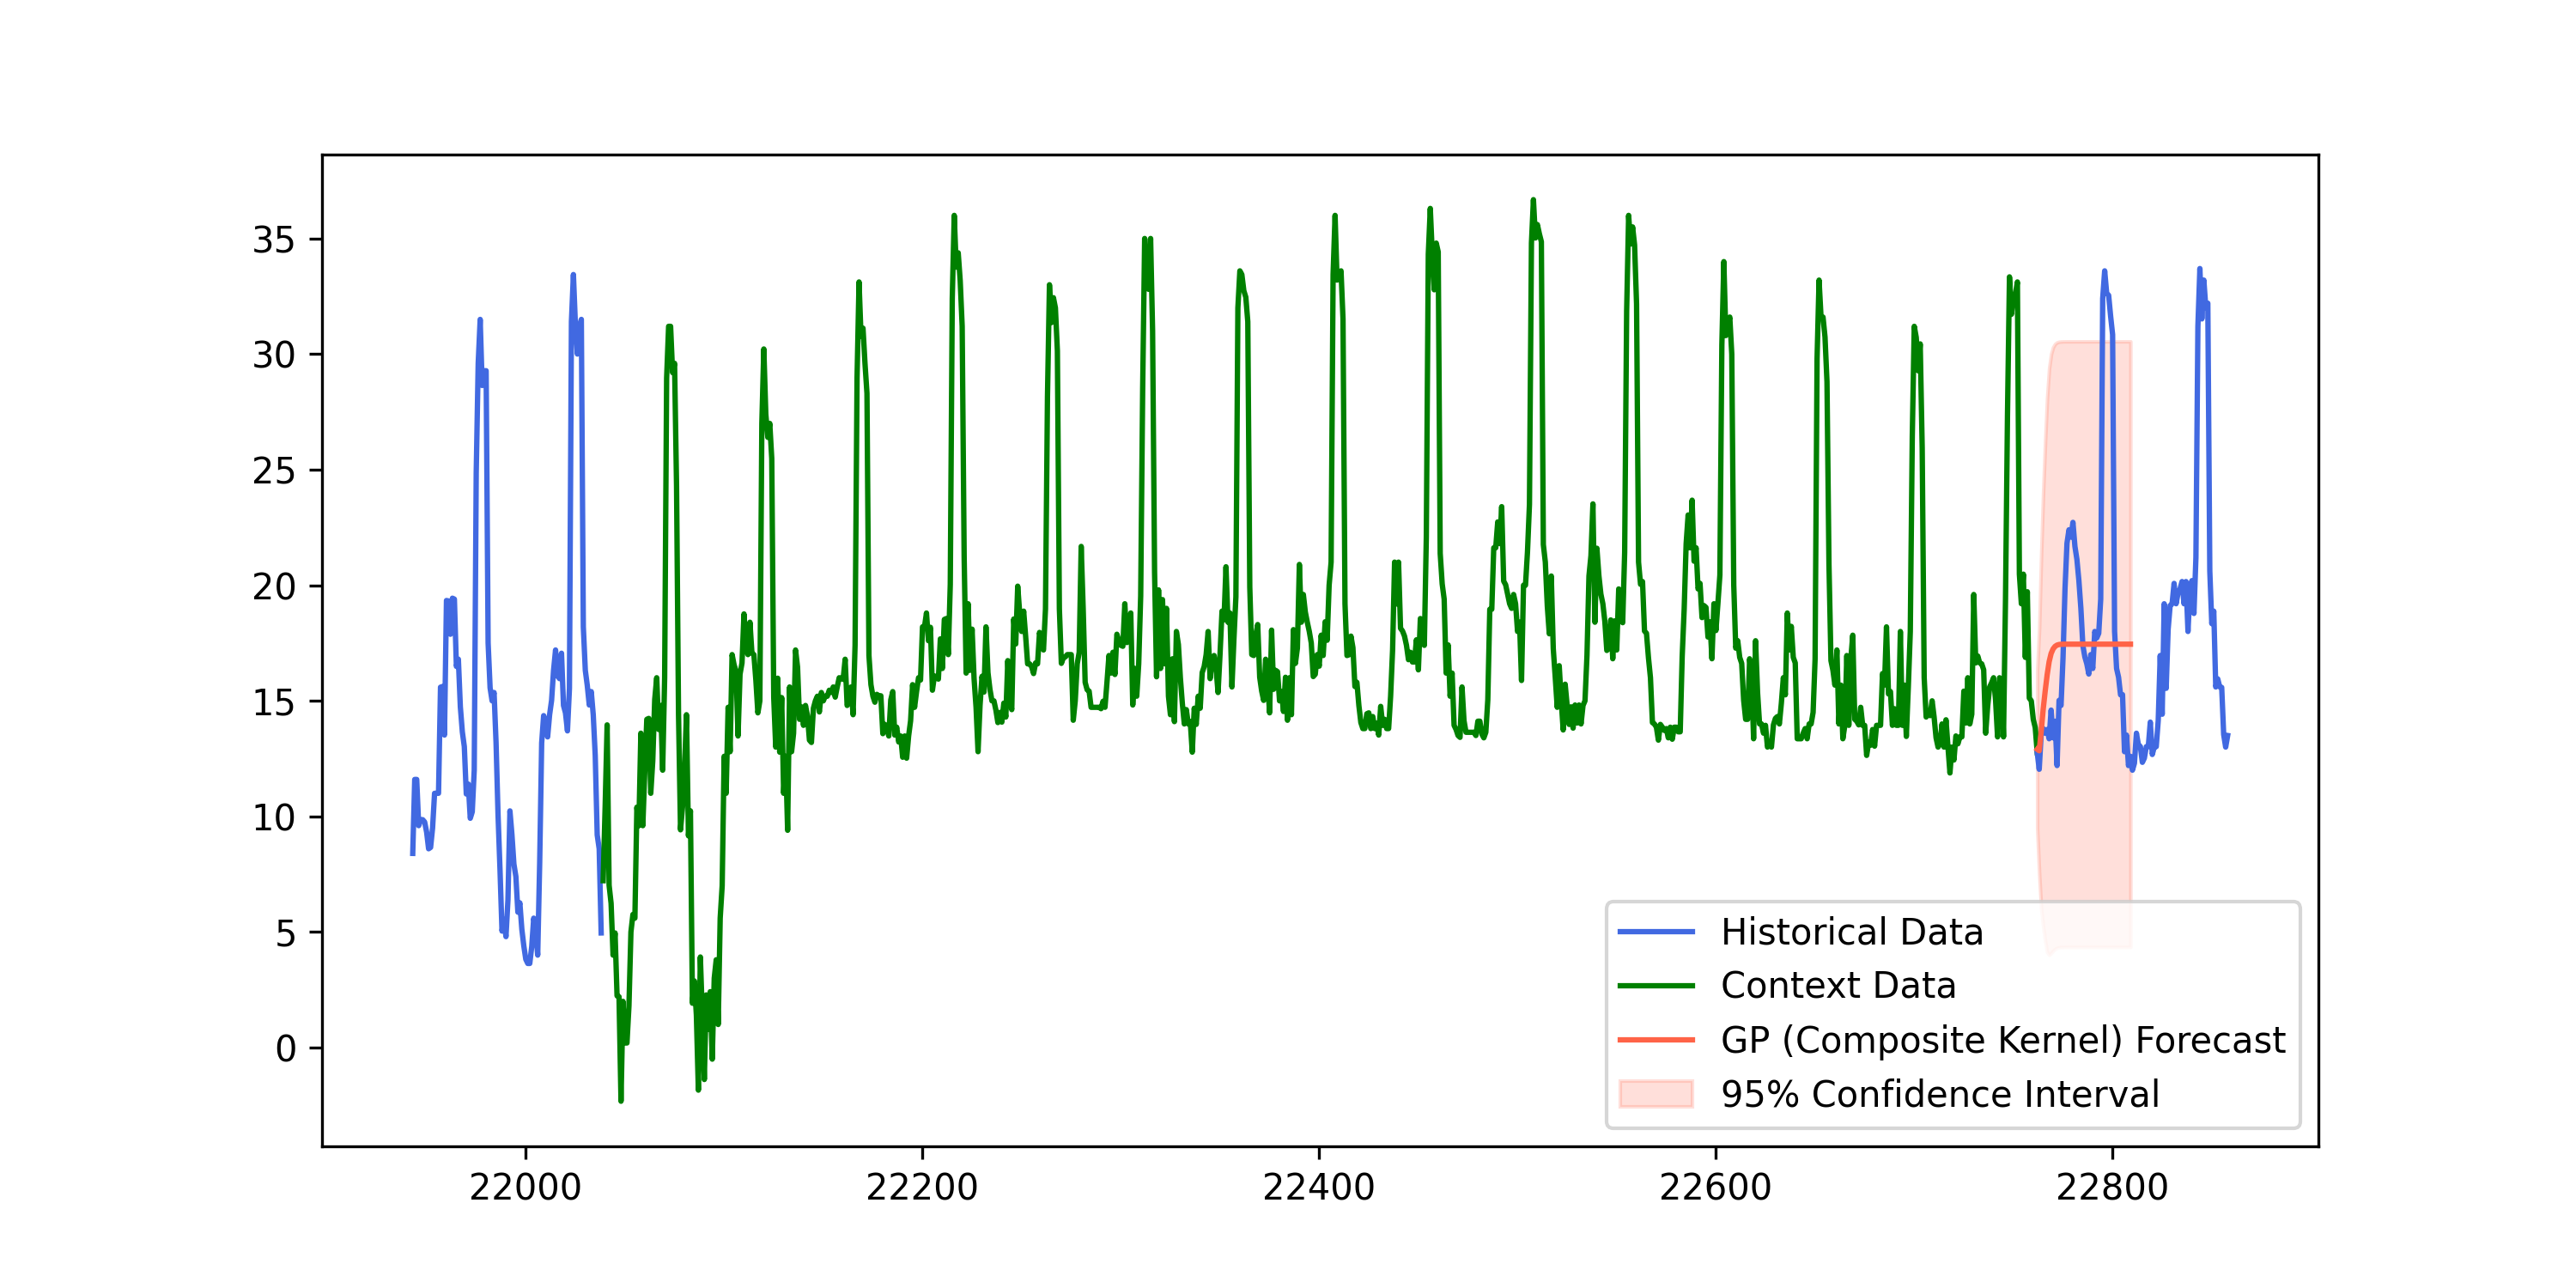 35
30
25
20
15
10
5
0
22000 22200 22400 22600 22800
Historical Data
Context Data
GP (Composite Kernel) Forecast
95% Confidence Interval